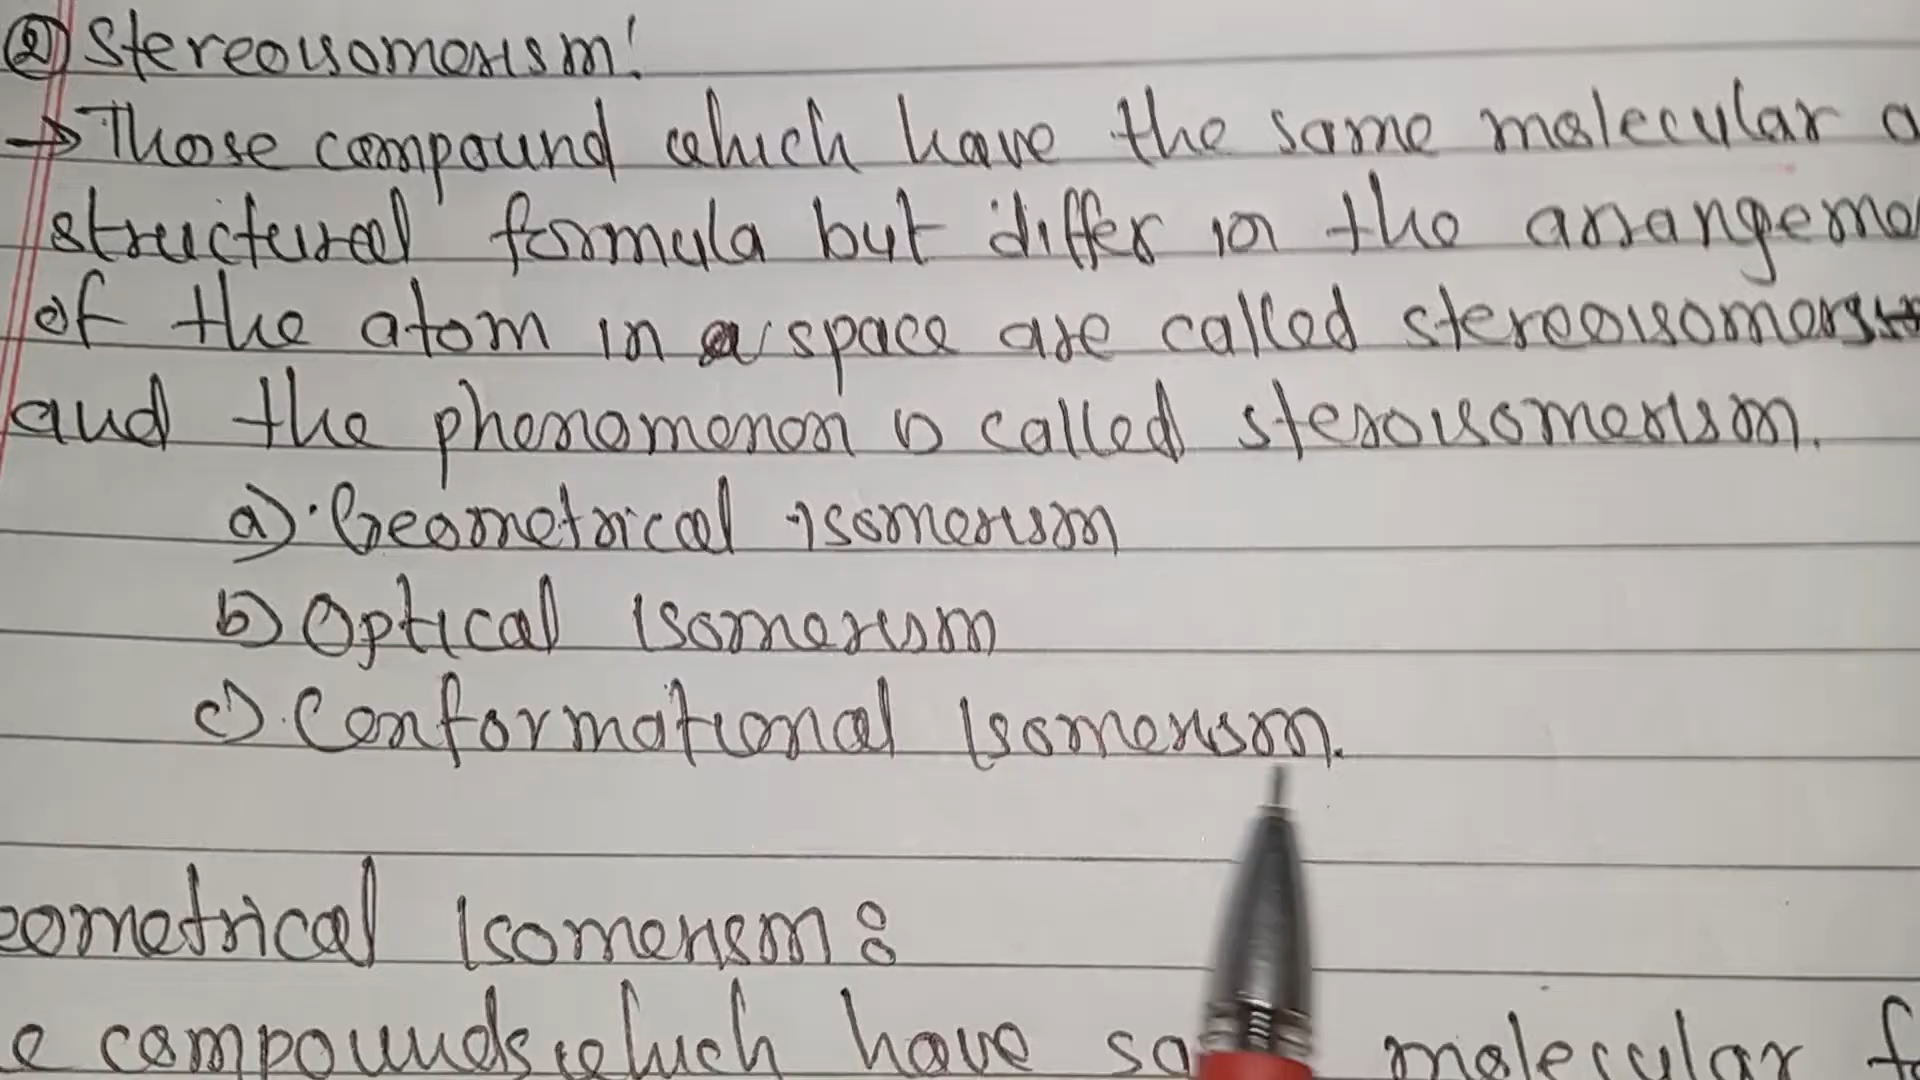 ② Stereoisomerism:
→ Those compound which have the same molecular a
structural formula but differ in the arrangeme
of the atom in a space are called stereoisomers
and the phenomenon is called steroisomerism.
a) Geometrical isomerism
b) Optical Isomerism
c) Conformational Isomerism.
eometrical Isomerism:
e compounds which have sa molecular fo